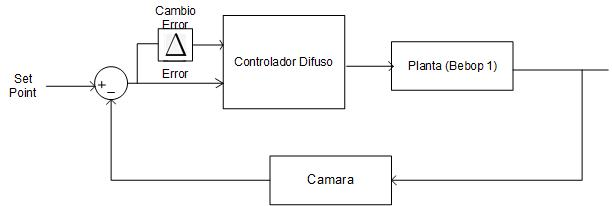 Cambio
Error
Δ
Error
Set
Point
+
−
Controlador Difuso
Planta (Bebop 1)
Camara